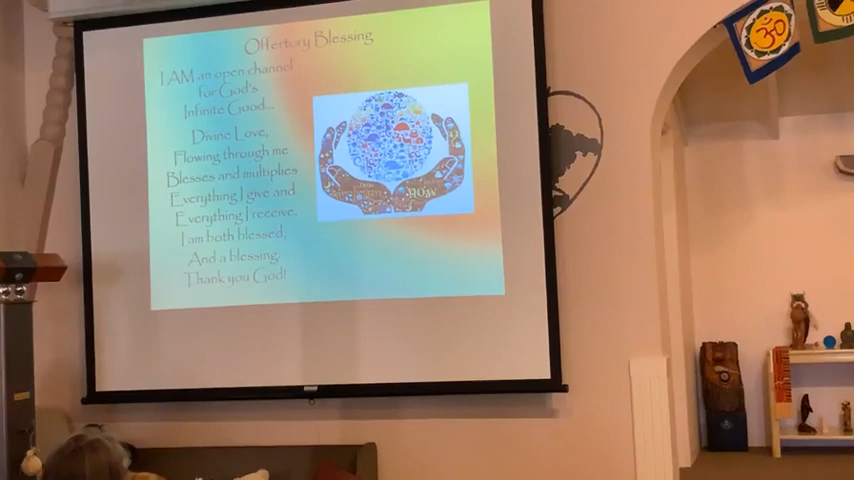 Offertory Blessing
I AM an open channel
for God's
Infinite Good...
Divine Love,
Flowing through me
Blesses and multiplies
Everything I give and
Everything I receive.
I am both blessed,
And a blessing.
Thank you God!
now
ॐ